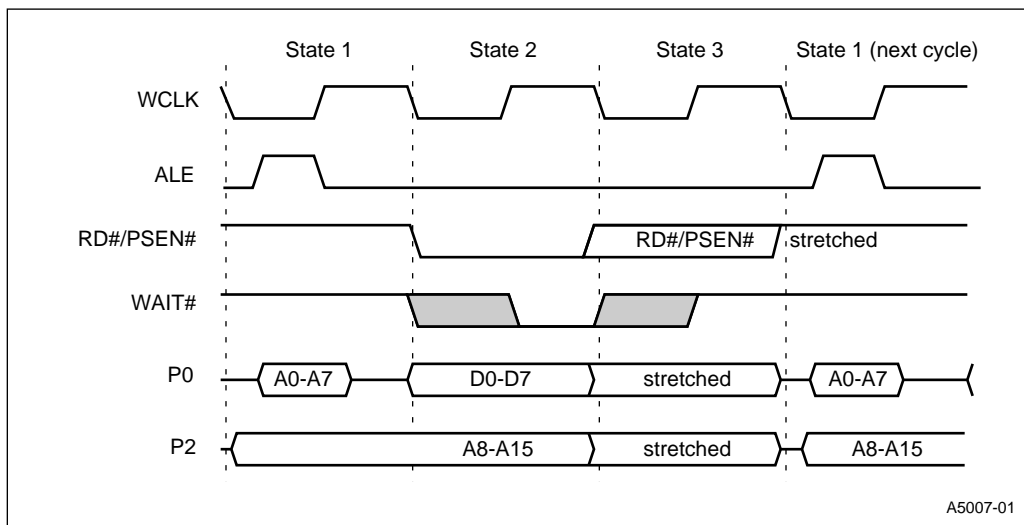 State 1 State 2 State 3 State 1 (next cycle)
WCLK
ALE
RD#/PSEN# RD#/PSEN# stretched
WAIT#
P0 A0-A7 D0-D7 stretched A0-A7
P2 A8-A15 stretched A8-A15
A5007-01